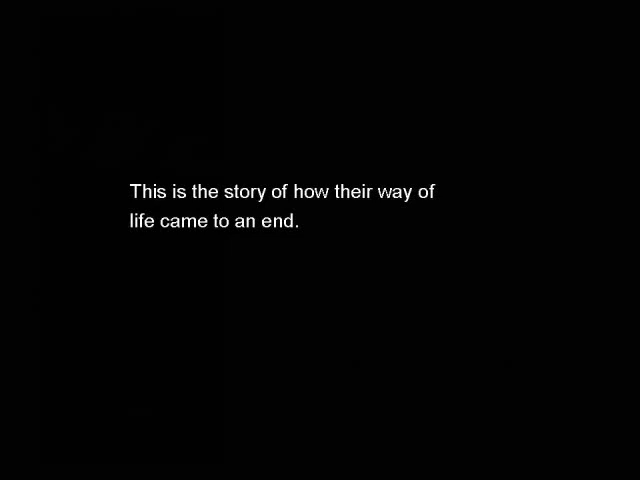 This is the story of how their way of
life came to an end.